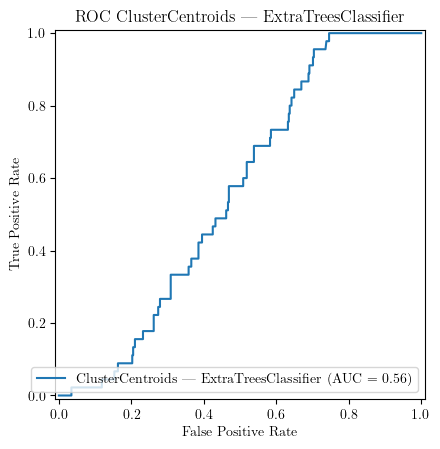 ROC ClusterCentroids — ExtraTreesClassifier
True Positive Rate
1.0
0.8
0.6
0.4
0.2
0.0
ClusterCentroids — ExtraTreesClassifier (AUC = 0.56)
0.0 0.2 0.4 0.6 0.8 1.0
False Positive Rate